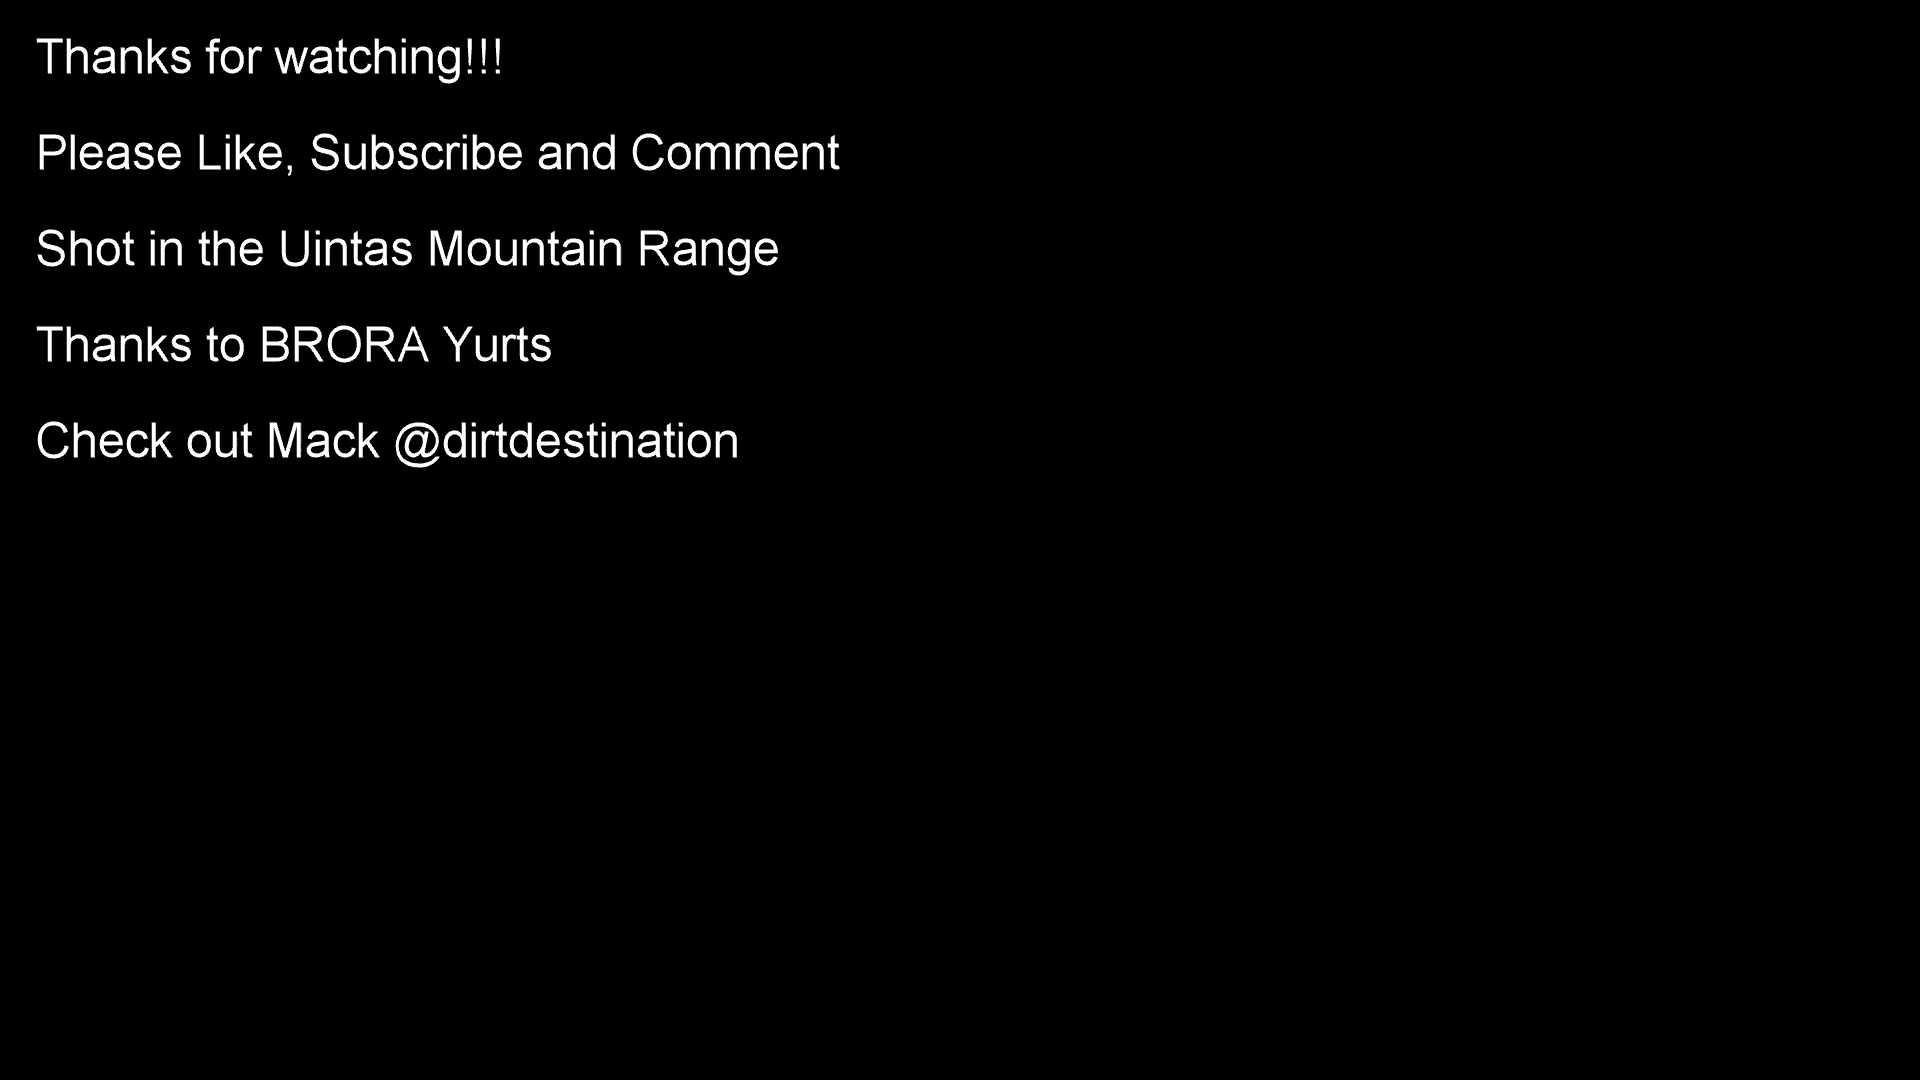 Thanks for watching!!!
Please Like, Subscribe and Comment
Shot in the Uintas Mountain Range
Thanks to BRORA Yurts
Check out Mack @dirtdestination